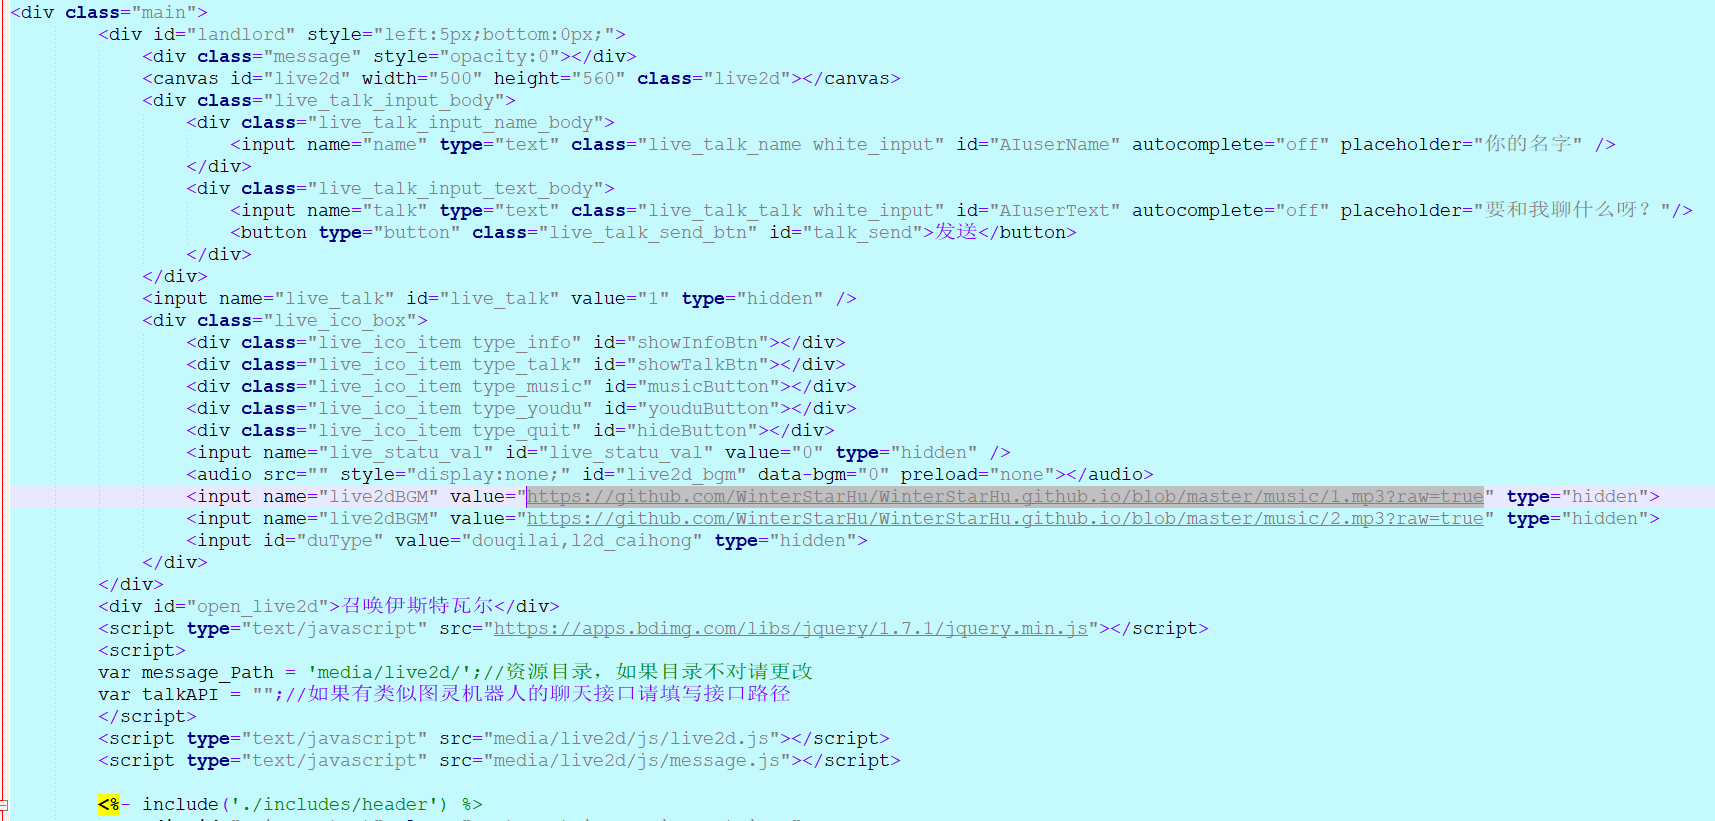 <div class="main">
<div id="landlord" style="left:5px;bottom:0px;">
<div class="message" style="opacity:0"></div>
<canvas id="live2d" width="500" height="560" class="live2d"></canvas>
<div class="live_talk_input_body">
<div class="live_talk_input_name_body">
<input name="name" type="text" class="live_talk_name white_input" id="AIuserName" autocomplete="off" placeholder="你的名字" />
</div>
<div class="live_talk_input_text_body">
<input name="talk" type="text" class="live_talk_talk white_input" id="AIuserText" autocomplete="off" placeholder="要和我聊什么呀？"/>
<button type="button" class="live_talk_send_btn" id="talk_send">发送</button>
</div>
</div>
<input name="live_talk" id="live_talk" value="1" type="hidden" />
<div class="live_ico_box">
<div class="live_ico_item type_info" id="showInfoBtn"></div>
<div class="live_ico_item type_talk" id="showTalkBtn"></div>
<div class="live_ico_item type_music" id="musicButton"></div>
<div class="live_ico_item type_youdu" id="youduButton"></div>
<div class="live_ico_item type_quit" id="hideButton"></div>
<input name="live_statu_val" id="live_statu_val" value="0" type="hidden" />
<audio src="" style="display:none;" id="live2d_bgm" data-bgm="0" preload="none"></audio>
<input name="live2dBGM" value="https://github.com/WinterStarHu/WinterStarHu.github.io/blob/master/music/1.mp3?raw=true" type="hidden">
<input name="live2dBGM" value="https://github.com/WinterStarHu/WinterStarHu.github.io/blob/master/music/2.mp3?raw=true" type="hidden">
<input id="duType" value="douqilai,l2d_caihong" type="hidden">
</div>
</div>
<div id="open_live2d">召唤伊斯特瓦尔</div>
<script type="text/javascript" src="https://apps.bdimg.com/libs/jquery/1.7.1/jquery.min.js"></script>
<script>
var message_Path = 'media/live2d/';//资源目录，如果目录不对请更改
var talkAPI = "";//如果有类似图灵机器人的聊天接口请填写接口路径
</script>
<script type="text/javascript" src="media/live2d/js/live2d.js"></script>
<script type="text/javascript" src="media/live2d/js/message.js"></script>
<%- include('./includes/header') %>